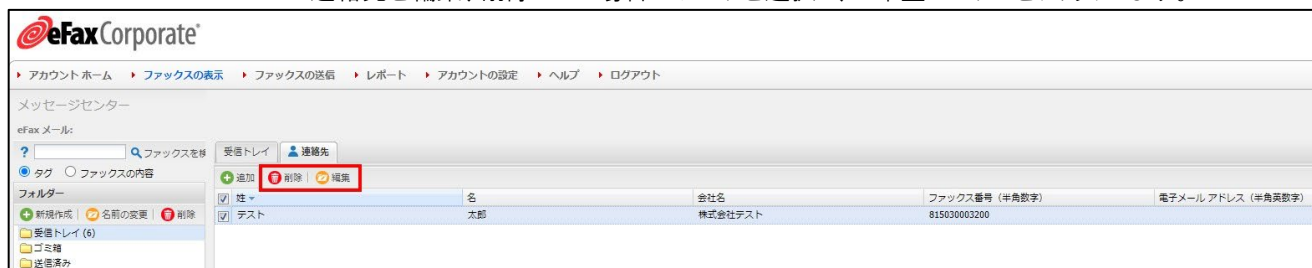 eFax Corporate®
アカウント ホーム ファックスの表示 ファックスの送信 レポート アカウントの設定 ヘルプ ログアウト
メッセージセンター
eFax メール:
? ファックスを検
タグ ファックスの内容
フォルダー
新規作成 名前の変更 削除
受信トレイ (6)
ゴミ箱
送信済み
受信トレイ 連絡先
追加 削除 編集
姓 名 会社名 ファックス番号（半角数字） 電子メール アドレス（半角英数字）
テスト 太郎 株式会社テスト 815030003200